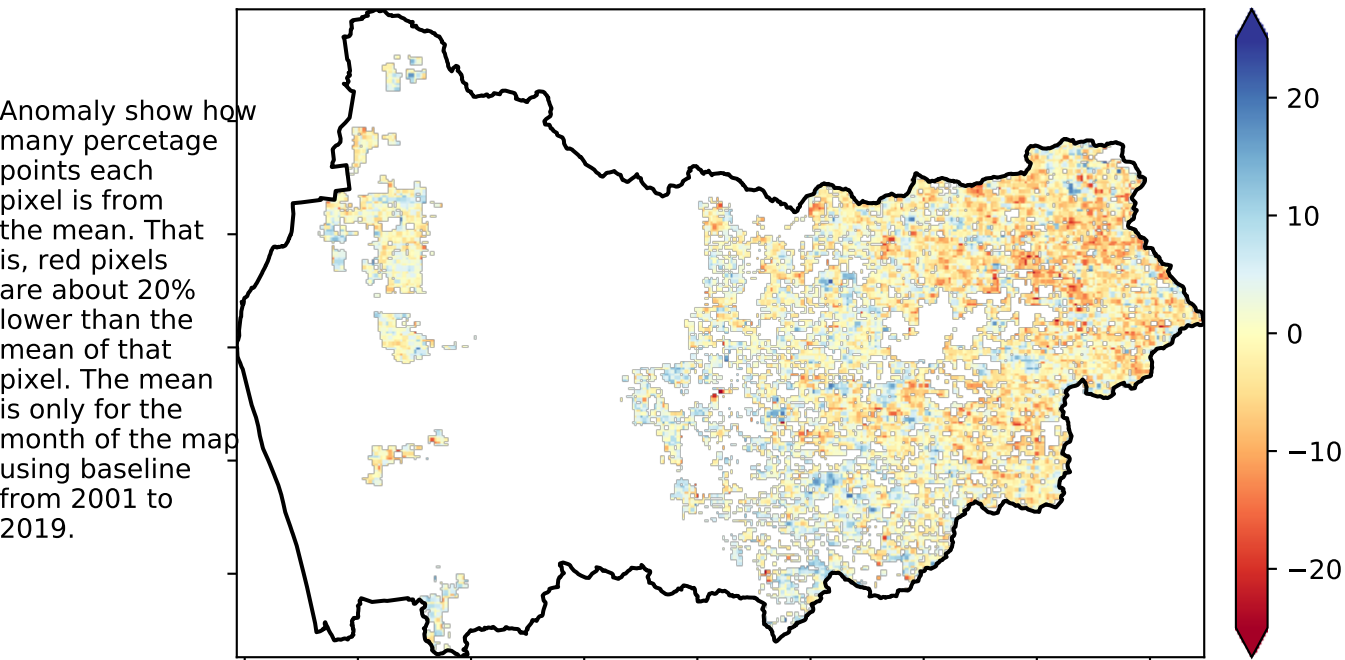 Anomaly show how
many percetage
points each
pixel is from
the mean. That
is, red pixels
are about 20%
lower than the
mean of that
pixel. The mean
is only for the
month of the map
using baseline
from 2001 to
2019.
20
10
0
−10
−20